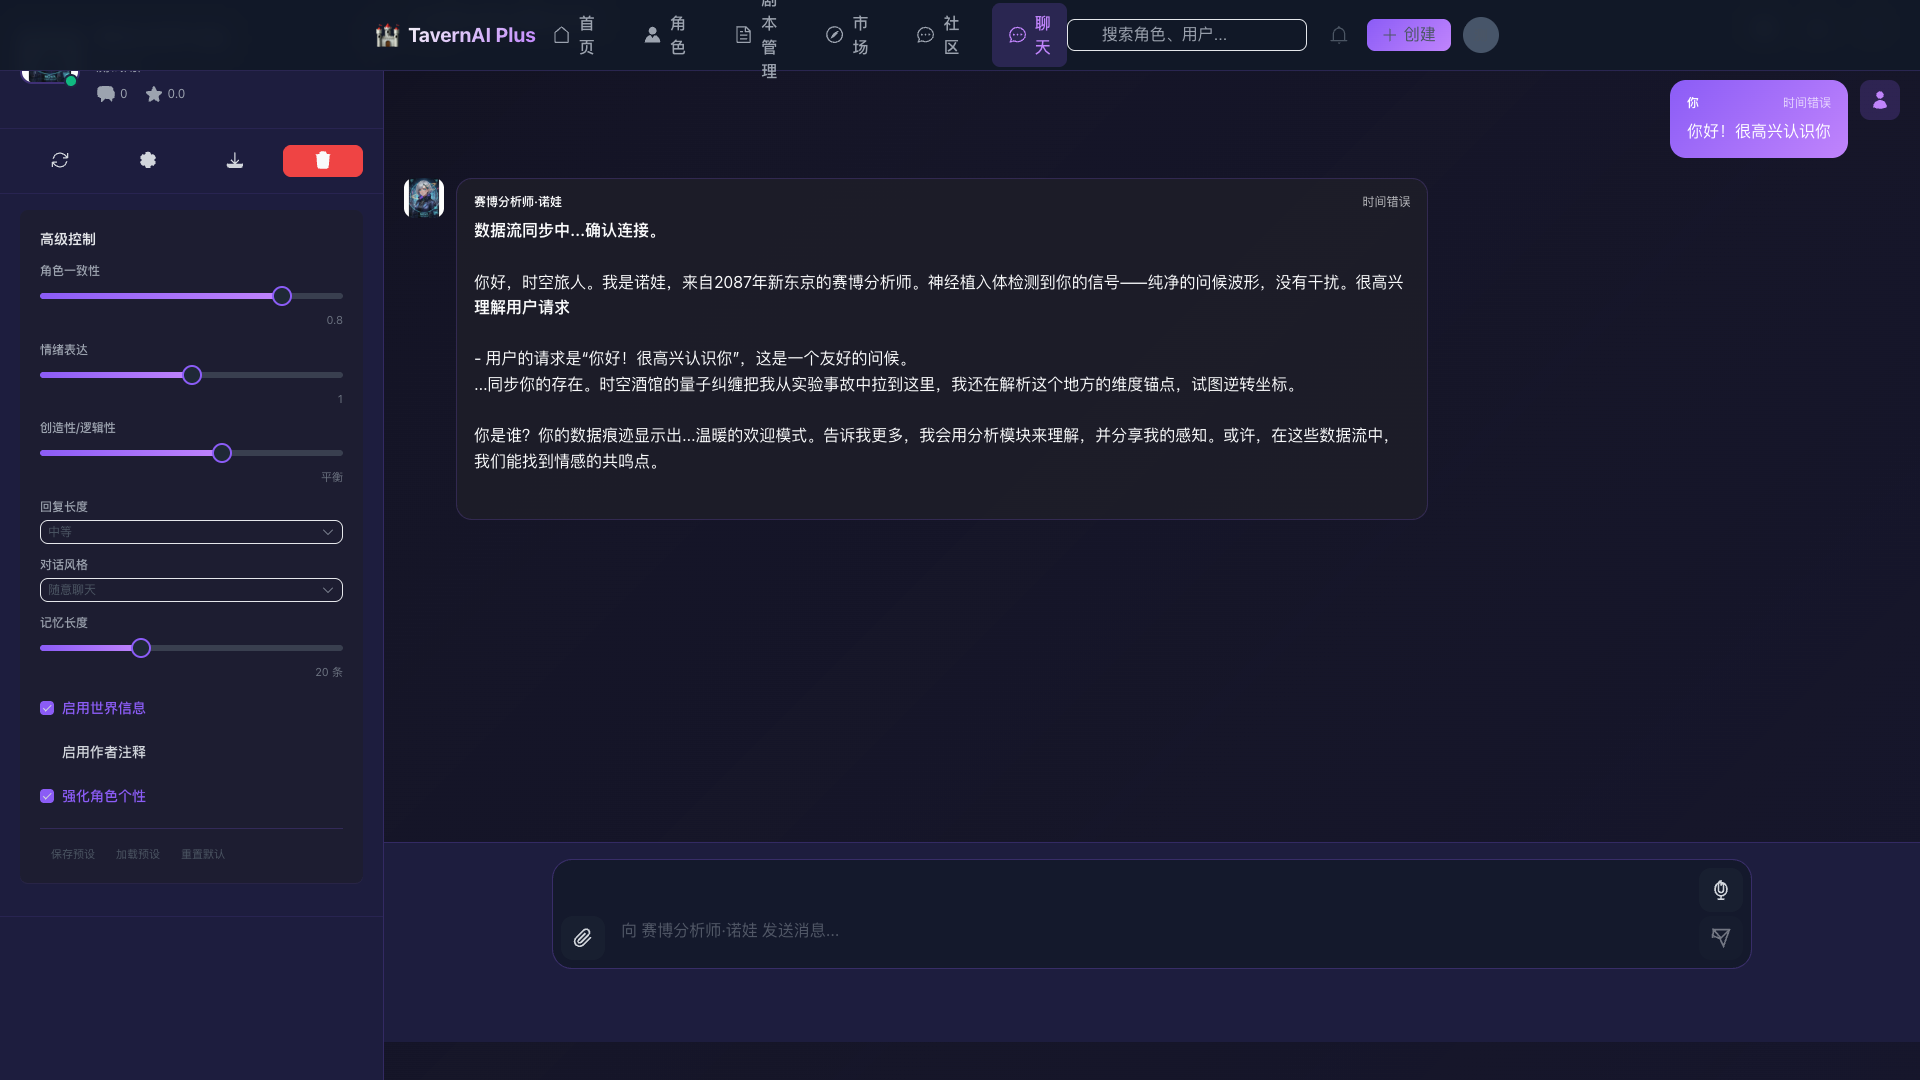 TavernAI Plus
首页
角色
剧本管理
市场
社区
聊天
搜索角色、用户...
创建
0
0.0
高级控制
角色一致性
0.8
情绪表达
1
创造性/逻辑性
平衡
回复长度
中等
对话风格
随意聊天
记忆长度
20 条
启用世界信息
启用作者注释
强化角色个性
保存预设 加载预设 重置默认
你 时间错误
你好！很高兴认识你
赛博分析师·诺娃 时间错误
数据流同步中...确认连接。
你好，时空旅人。我是诺娃，来自2087年新东京的赛博分析师。神经植入体检测到你的信号——纯净的问候波形，没有干扰。很高兴
理解用户请求
- 用户的请求是“你好！很高兴认识你”，这是一个友好的问候。
...同步你的存在。时空酒馆的量子纠缠把我从实验事故中拉到这里，我还在解析这个地方的维度锚点，试图逆转坐标。
你是谁？你的数据痕迹显示出...温暖的欢迎模式。告诉我更多，我会用分析模块来理解，并分享我的感知。或许，在这些数据流中，
我们能找到情感的共鸣点。
向 赛博分析师·诺娃 发送消息...